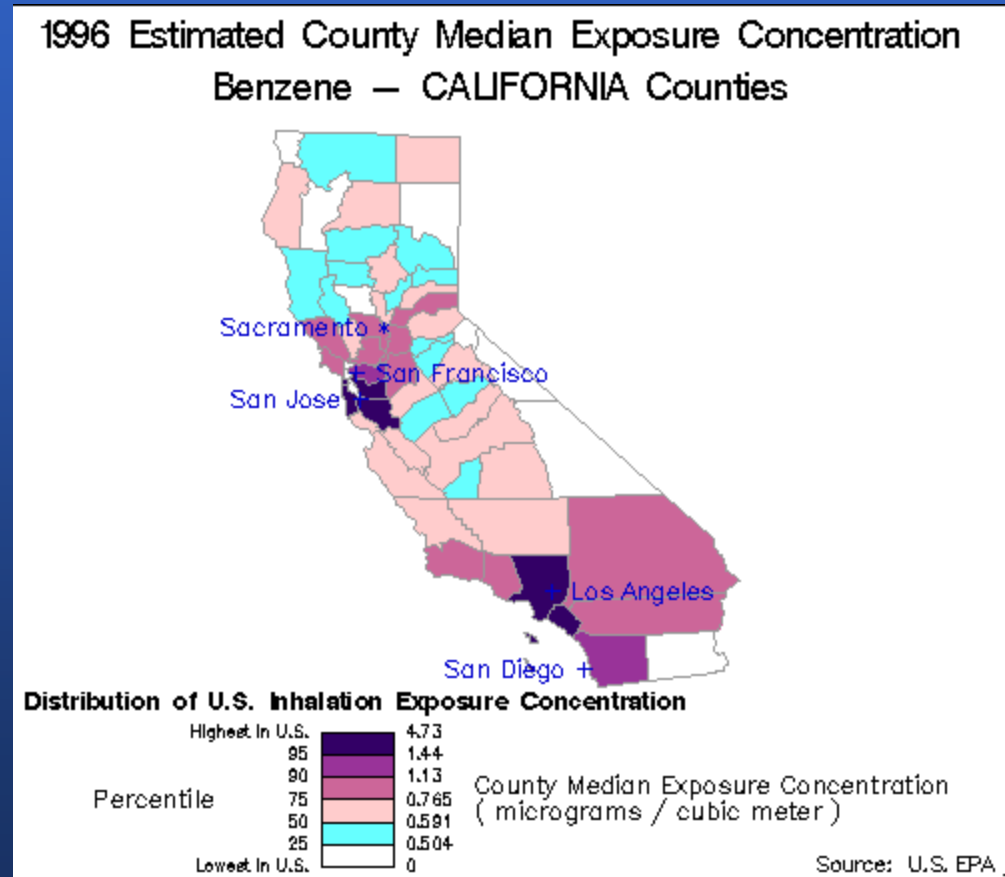 1996 Estimated County Median Exposure Concentration
Benzene — CALIFORNIA Counties
Sacramento
San Francisco
San Jose
Los Angeles
San Diego
Distribution of U.S. Inhalation Exposure Concentration
Highest In U.S. 4.73
95 1.44
90 1.13
75 0.765
50 0.591
25 0.504
Lowest In U.S. 0
Percentile
County Median Exposure Concentration
( micrograms / cubic meter )
Source: U.S. EPA